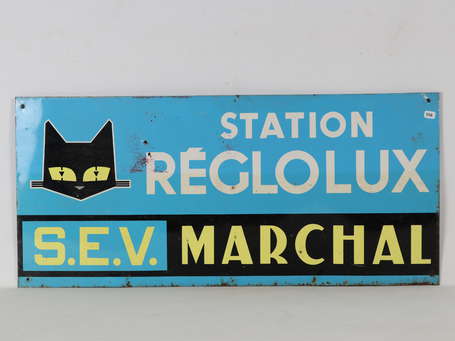 STATION
RÉGLOLUX
S.E.V. MARCHAL